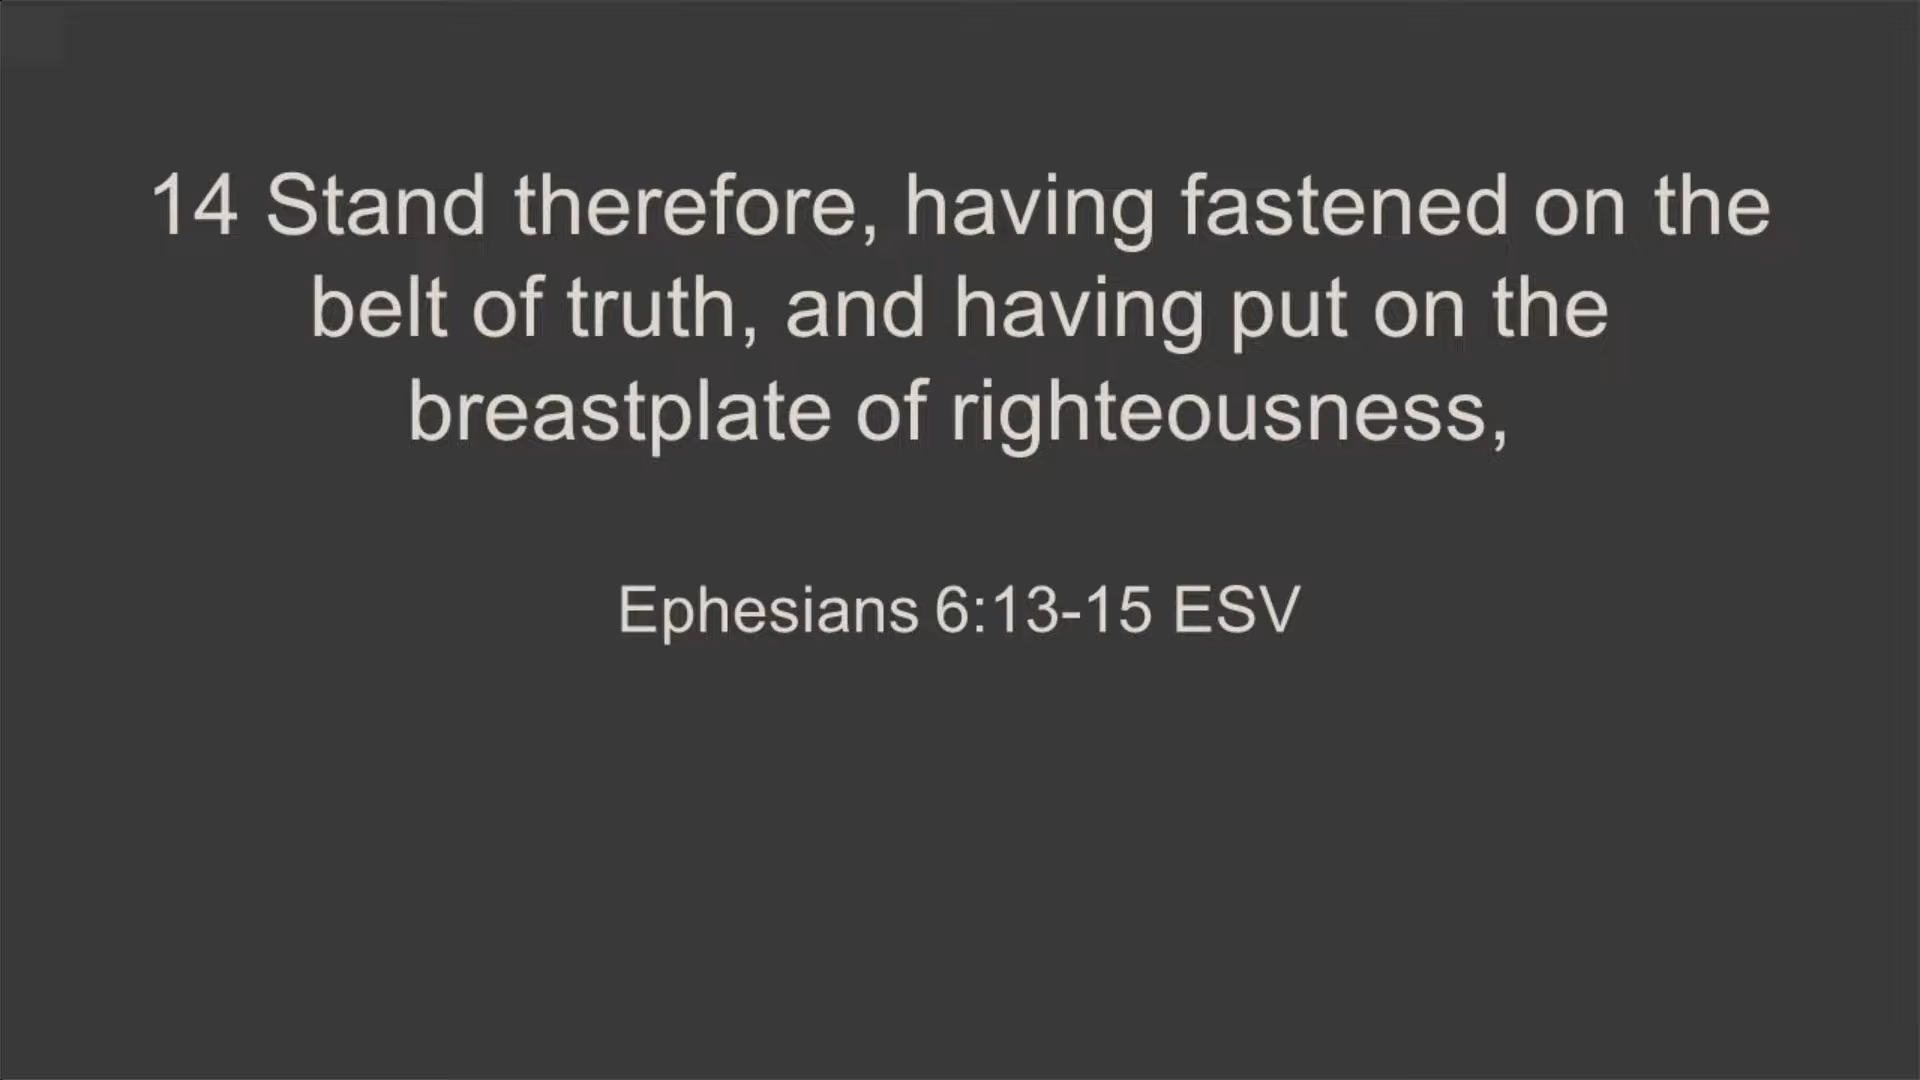 14 Stand therefore, having fastened on the
belt of truth, and having put on the
breastplate of righteousness,
Ephesians 6:13-15 ESV